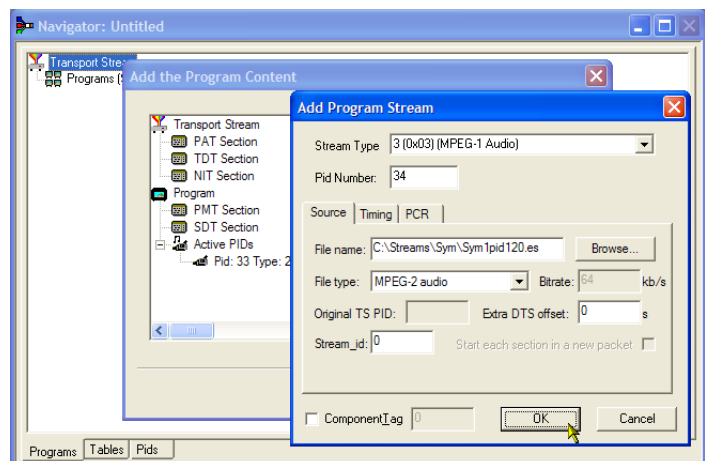 Navigator: Untitled
Transport Stre
Programs (
Add the Program Content
Transport Stream
PAT Section
TDT Section
NIT Section
Program
PMT Section
SDT Section
Active PIDs
Pid: 33 Type: 2
Add Program Stream
Stream Type 3 (0x03) (MPEG-1 Audio)
Pid Number: 34
Source Timing PCR
File name: C:\Streams\Sym\Sym1pid120.es Browse...
File type: MPEG-2 audio Bitrate: 64 kb/s
Original TS PID: Extra DTS offset: 0 s
Stream_id: 0 Start each section in a new packet
ComponentTag 0 OK Cancel
Programs Tables Pids